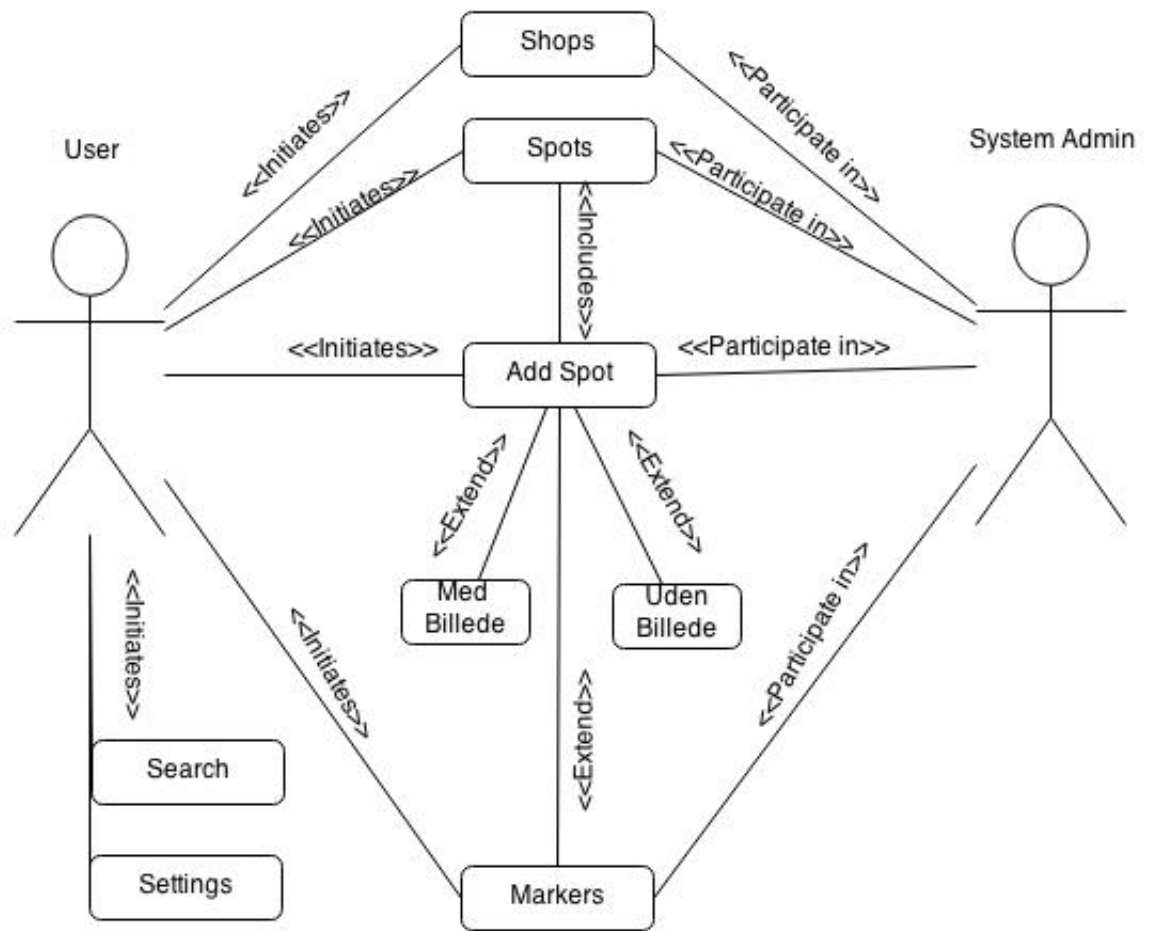 Shops
<<Initiates>>
<<Participate in>>
User
Spots
System Admin
<<Initiates>>
<<Participate in>>
<<Includes>>
<<Initiates>>
<<Participate in>>
Add Spot
<<Extend>>
<<Extend>>
Med
Billede
Uden
Billede
<<Initiates>>
<<Initiates>>
<<Participate in>>
<<Extend>>
Search
Settings
Markers